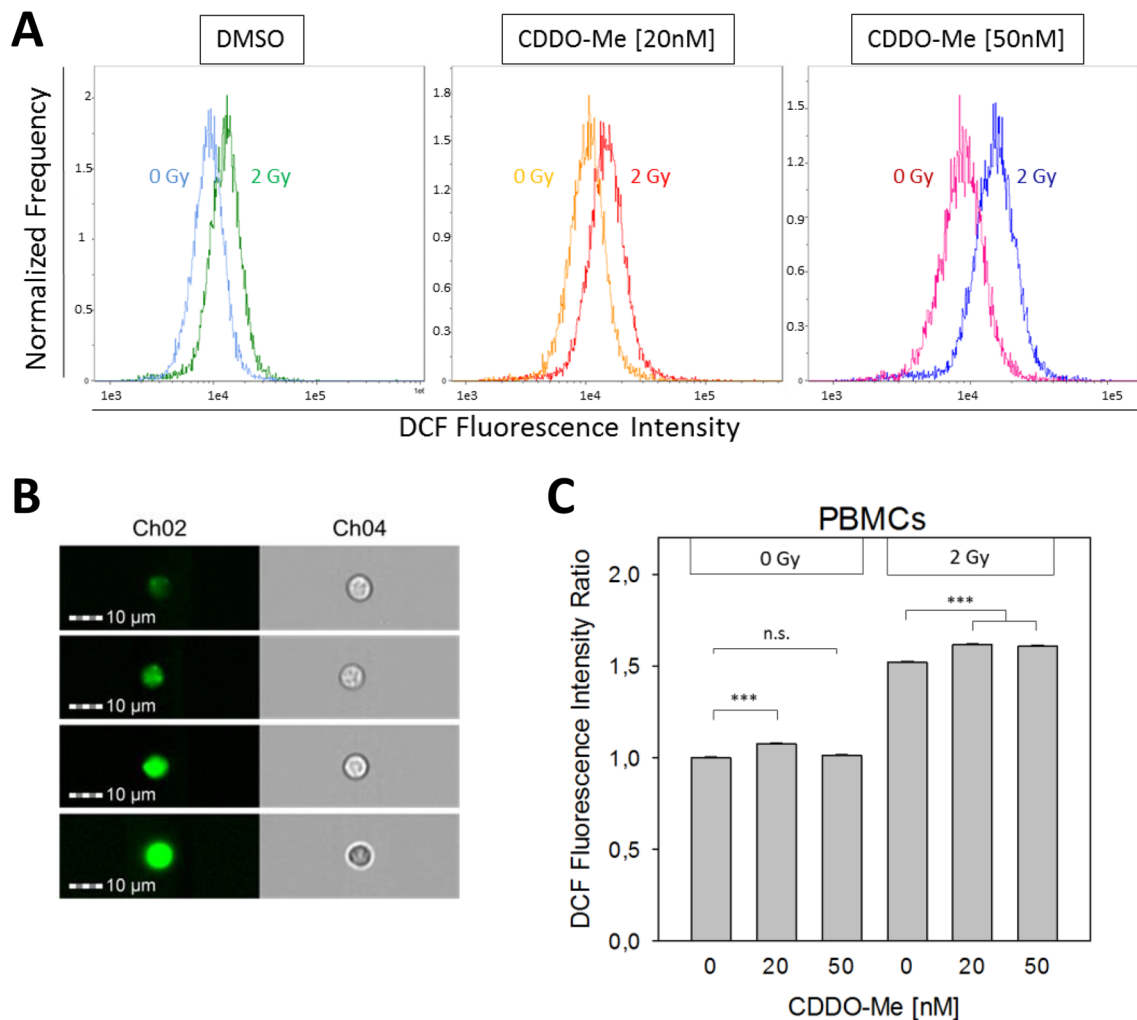 A
DMSO
CDDO-Me [20nM]
CDDO-Me [50nM]
Normalized Frequency
2
1.5
1
0.5
0
0 Gy
2 Gy
1e3
1e4
1e5
1.8
1.5
1.2
0.9
0.6
0.3
0
0 Gy
2 Gy
1e3
1e4
1e5
1.5
1.2
0.9
0.6
0.3
0
0 Gy
2 Gy
1e3
1e4
1e5
DCF Fluorescence Intensity
B
Ch02
Ch04
10 µm
10 µm
10 µm
10 µm
C
PBMCs
0 Gy
2 Gy
DCF Fluorescence Intensity Ratio
2,0
1,5
1,0
0,5
0,0
***
n.s.
***
0
20
50
0
20
50
CDDO-Me [nM]